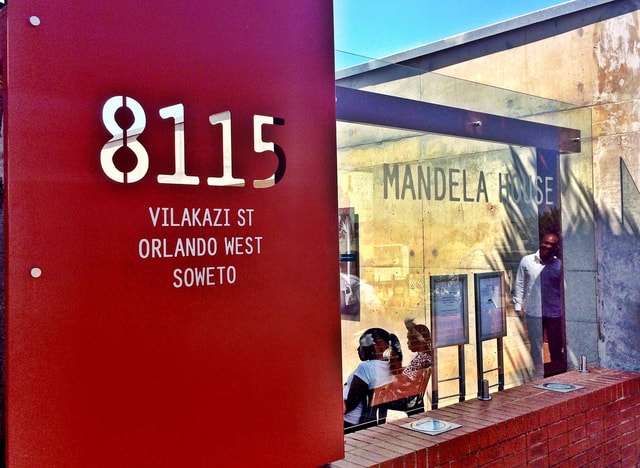 8115
VILAKAZI ST
ORLANDO WEST
SOWETO
MANDELA HOUSE